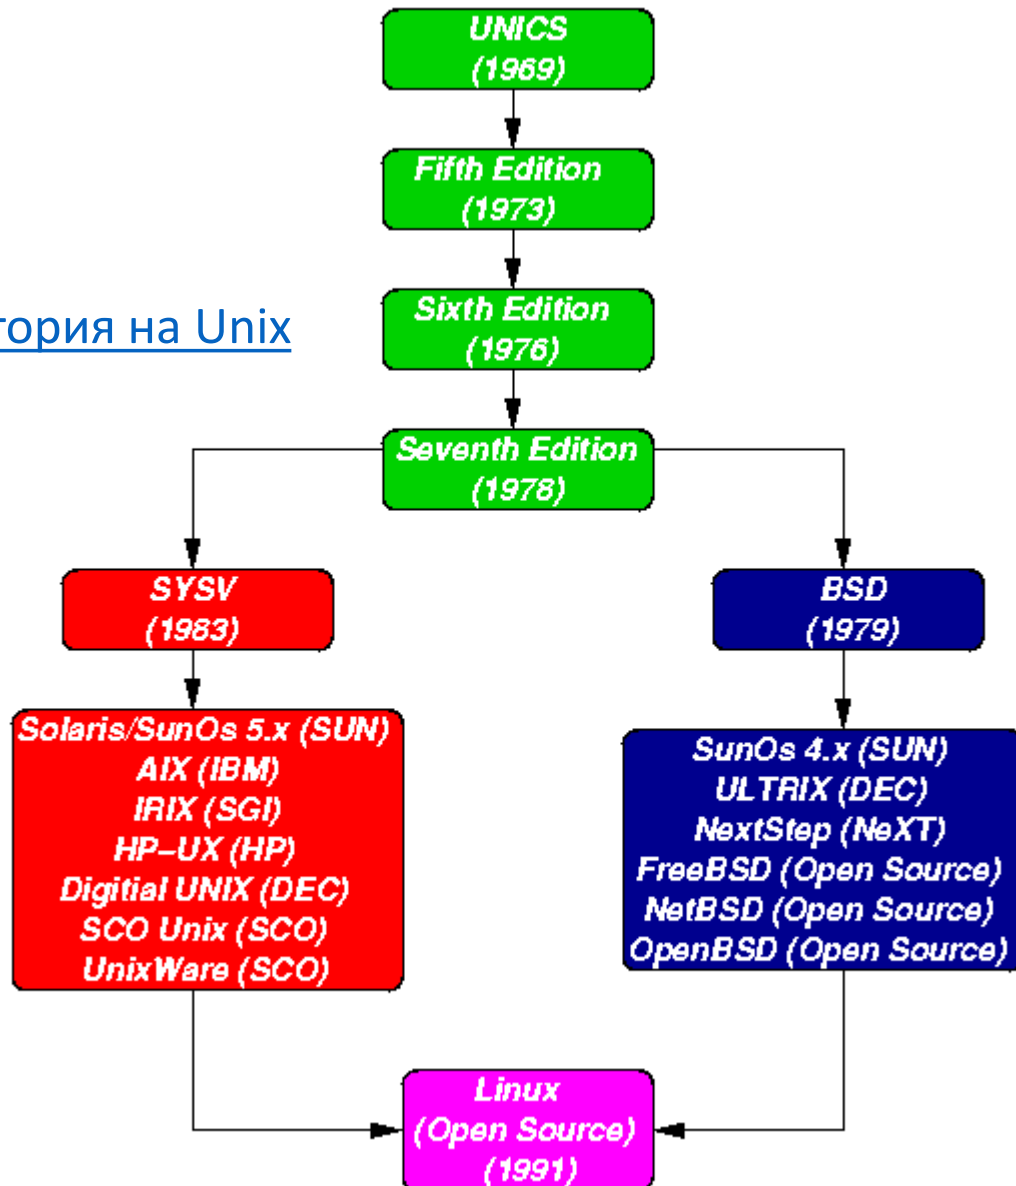 UNICS
(1969)
Fifth Edition
(1973)
Sixth Edition
(1976)
тория на Unix
Seventh Edition
(1978)
SYSV
(1983)
BSD
(1979)
Solaris/SunOs 5.x (SUN)
AIX (IBM)
IRIX (SGI)
HP-UX (HP)
Digitial UNIX (DEC)
SCO Unix (SCO)
UnixWare (SCO)
SunOs 4.x (SUN)
ULTRIX (DEC)
NextStep (NeXT)
FreeBSD (Open Source)
NetBSD (Open Source)
OpenBSD (Open Source)
Linux
(Open Source)
(1991)